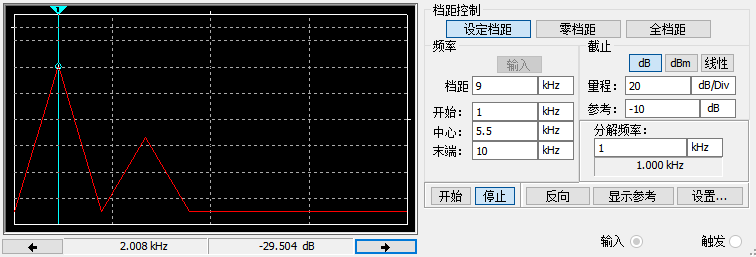 1
档距控制
设定档距 零档距 全档距
频率 截止
输入 dB dBm 线性
档距 9 kHz 量程: 20 dB/Div
开始: 1 kHz 参考: -10 dB
中心: 5.5 kHz 分解频率:
末端: 10 kHz 1 kHz
1.000 kHz
开始 停止 反向 显示参考 设置...
2.008 kHz -29.504 dB
输入 触发